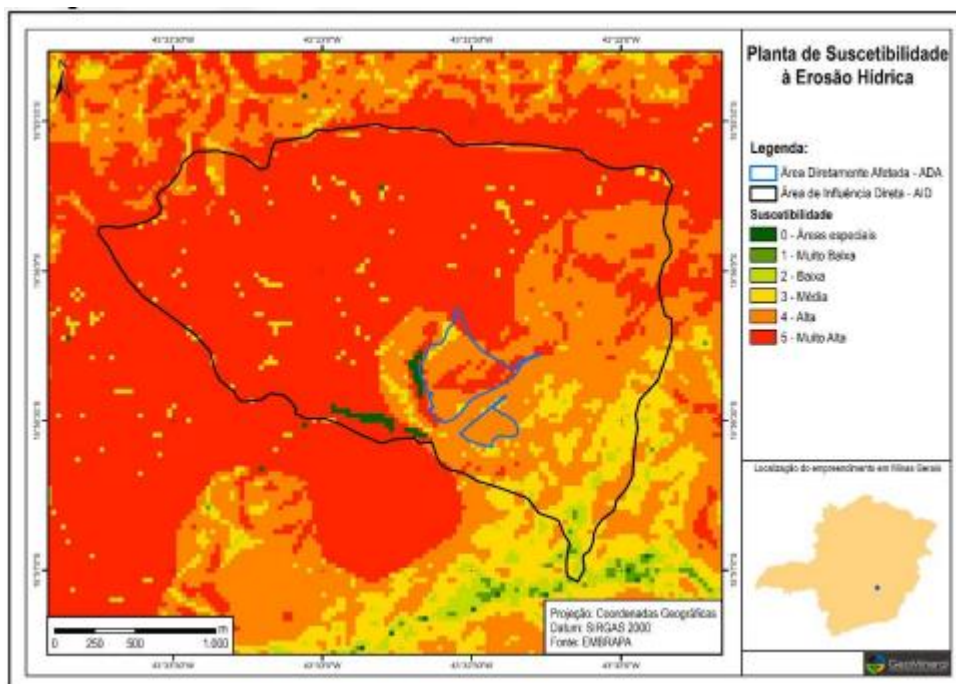 Planta de Suscetibilidade
à Erosão Hídrica
Legenda:
Área Diretamente Afetada - ADA
Área de Influência Direta - AID
Suscetibilidade
0 - Áreas especiais
1 - Muito Baixa
2 - Baixa
3 - Média
4 - Alta
5 - Muito Alta
N
m
0 250 500 1.000
Projeção: Coordenadas Geográficas
Datum: SIRGAS 2000
Fonte: EMBRAPA
Localização do empreendimento em Minas Gerais
GeoMineral